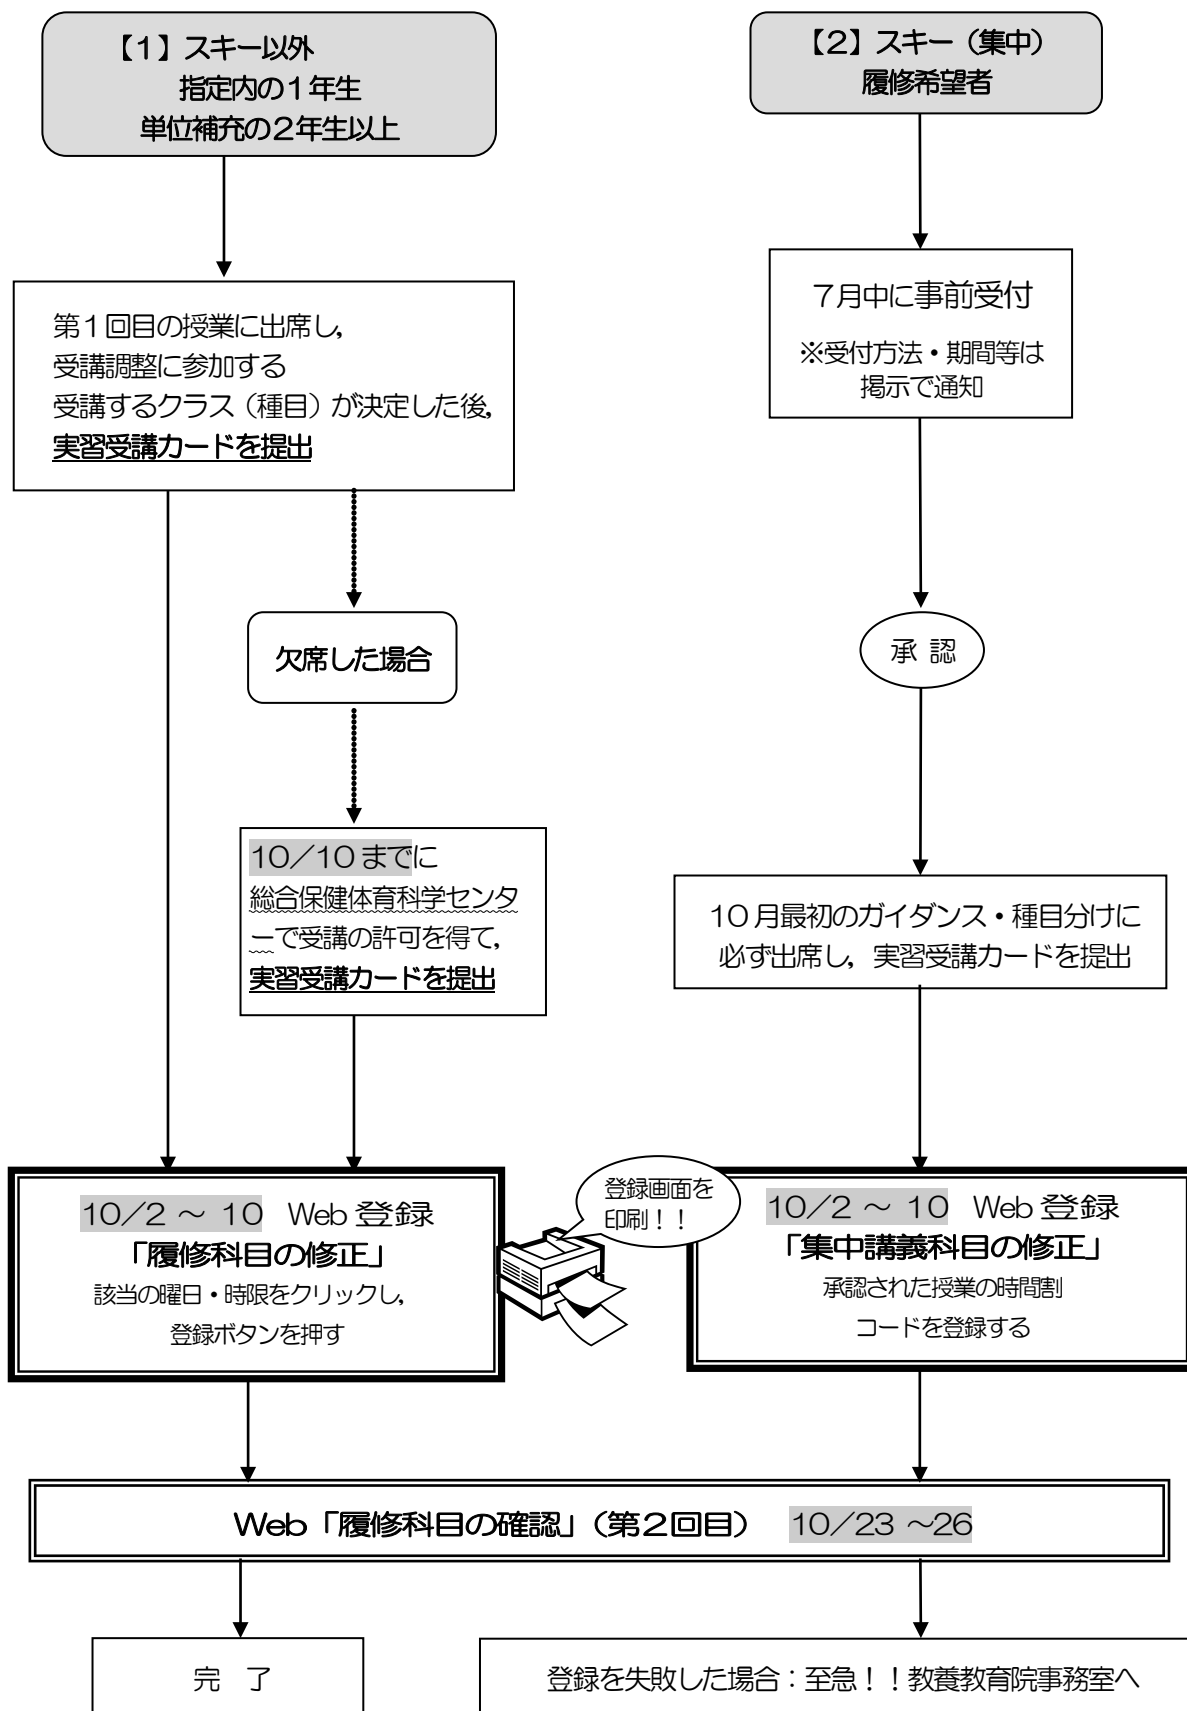 【1】スキー以外
指定内の1年生
単位補充の2年生以上
第1回目の授業に出席し，
受講調整に参加する
受講するクラス（種目）が決定した後，
実習受講カードを提出
欠席した場合
10／10までに
総合保健体育科学センタ
ーで受講の許可を得て，
実習受講カードを提出
10／2 ～ 10 Web 登録
「履修科目の修正」
該当の曜日・時限をクリックし，
登録ボタンを押す
【2】スキー（集中）
履修希望者
7月中に事前受付
※受付方法・期間等は
掲示で通知
承 認
10月最初のガイダンス・種目分けに
必ず出席し，実習受講カードを提出
登録画面を
印刷！！
10／2 ～ 10 Web 登録
「集中講義科目の修正」
承認された授業の時間割
コードを登録する
Web「履修科目の確認」（第2回目） 10／23 ～26
完 了
登録を失敗した場合：至急！！教養教育院事務室へ